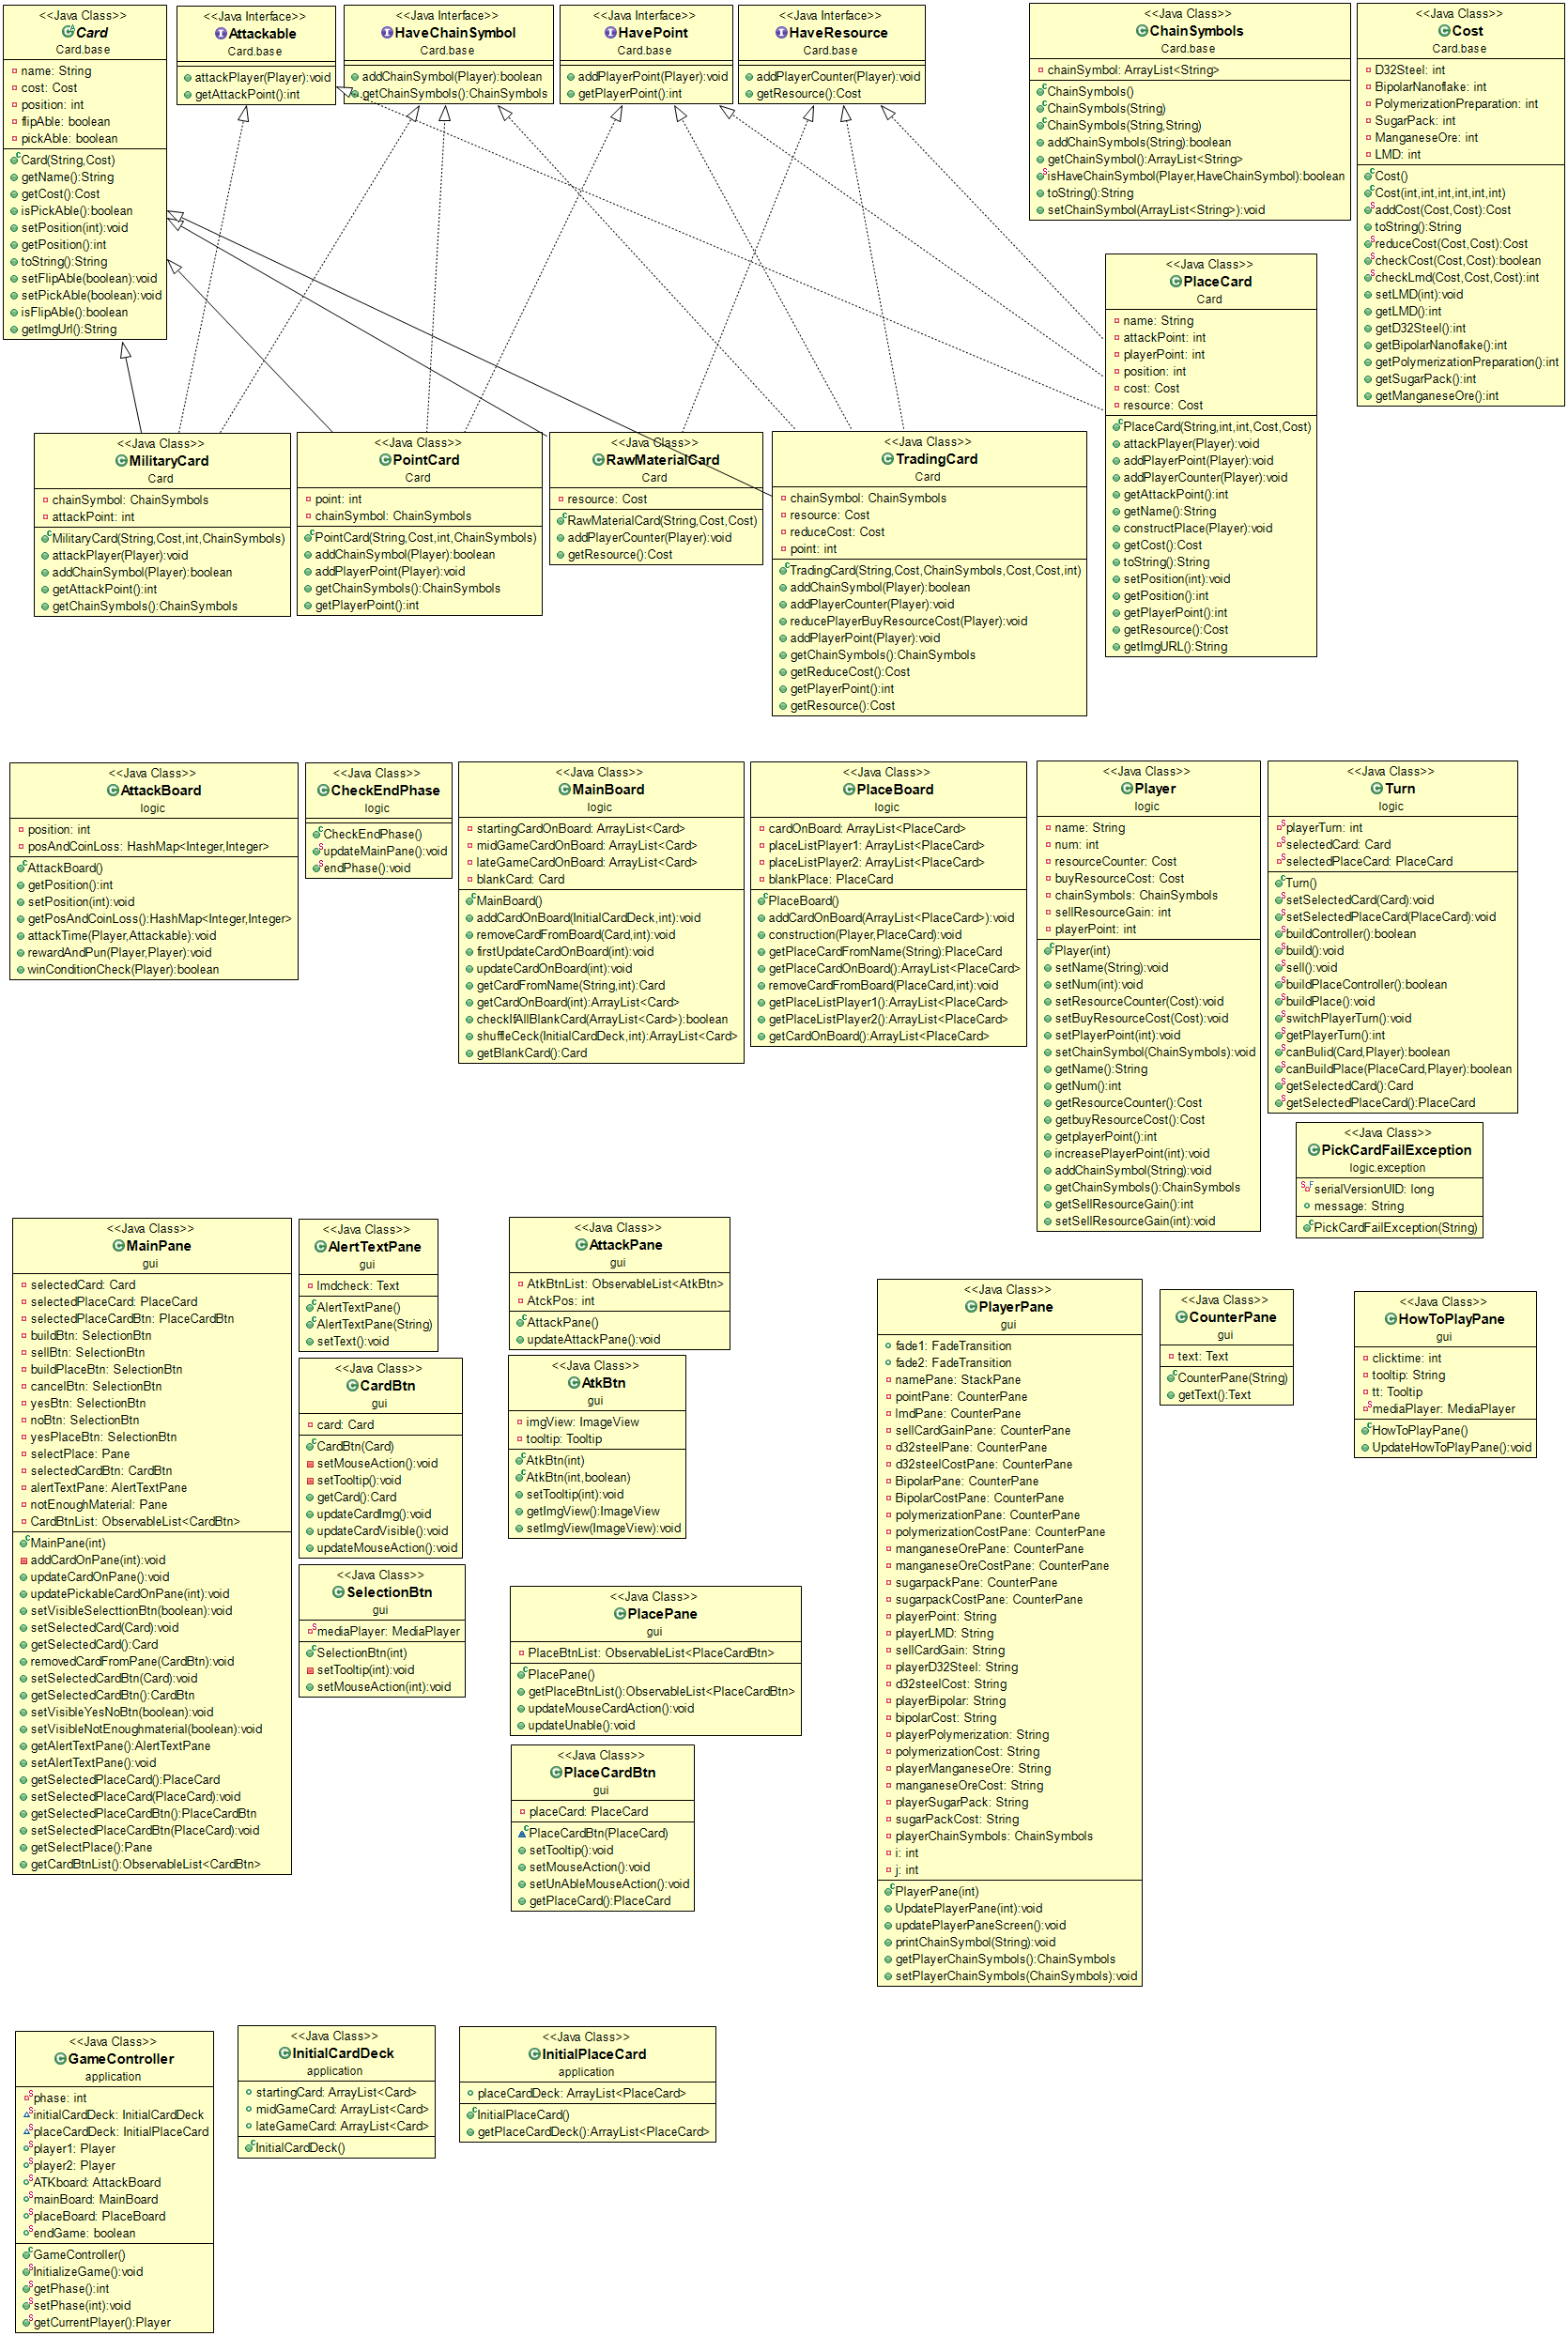 <<Java Class>>
Card
Card.base
name: String
cost: Cost
position: int
flipAble: boolean
pickAble: boolean
Card(String,Cost)
getName():String
getCost():Cost
isPickAble():boolean
setPosition(int):void
getPosition():int
toString():String
setFlipAble(boolean):void
setPickAble(boolean):void
isFlipAble():boolean
getImgUrl():String
<<Java Interface>>
Attackable
Card.base
attackPlayer(Player):void
getAttackPoint():int
<<Java Interface>>
HaveChainSymbol
Card.base
addChainSymbol(Player):boolean
getChainSymbols():ChainSymbols
<<Java Interface>>
HavePoint
Card.base
addPlayerPoint(Player):void
getPlayerPoint():int
<<Java Interface>>
HaveResource
Card.base
addPlayerCounter(Player):void
getResource():Cost
<<Java Class>>
ChainSymbols
Card.base
chainSymbol: ArrayList<String>
ChainSymbols()
ChainSymbols(String)
ChainSymbols(String,String)
addChainSymbols(String):boolean
getChainSymbol():ArrayList<String>
isHaveChainSymbol(Player,HaveChainSymbol):boolean
toString():String
setChainSymbol(ArrayList<String>):void
<<Java Class>>
Cost
Card.base
D32Steel: int
BipolarNanoflake: int
PolymerizationPreparation: int
SugarPack: int
ManganeseOre: int
LMD: int
Cost()
Cost(int,int,int,int,int,int)
addCost(Cost,Cost):Cost
toString():String
reduceCost(Cost,Cost):Cost
checkCost(Cost,Cost):boolean
checkLmd(Cost,Cost,Cost):int
setLMD(int):void
getLMD():int
getD32Steel():int
getBipolarNanoflake():int
getPolymerizationPreparation():int
getSugarPack():int
getManganeseOre():int
<<Java Class>>
PlaceCard
Card
name: String
attackPoint: int
playerPoint: int
position: int
cost: Cost
resource: Cost
PlaceCard(String,int,int,Cost,Cost)
attackPlayer(Player):void
addPlayerPoint(Player):void
addPlayerCounter(Player):void
getAttackPoint():int
getName():String
constructPlace(Player):void
getCost():Cost
toString():String
setPosition(int):void
getPosition():int
getPlayerPoint():int
getResource():Cost
getImgURL():String
<<Java Class>>
MilitaryCard
Card
chainSymbol: ChainSymbols
attackPoint: int
MilitaryCard(String,Cost,int,ChainSymbols)
attackPlayer(Player):void
addChainSymbol(Player):boolean
getAttackPoint():int
getChainSymbols():ChainSymbols
<<Java Class>>
PointCard
Card
point: int
chainSymbol: ChainSymbols
PointCard(String,Cost,int,ChainSymbols)
addChainSymbol(Player):boolean
addPlayerPoint(Player):void
getChainSymbols():ChainSymbols
getPlayerPoint():int
<<Java Class>>
RawMaterialCard
Card
resource: Cost
RawMaterialCard(String,Cost,Cost)
addPlayerCounter(Player):void
getResource():Cost
<<Java Class>>
TradingCard
Card
chainSymbol: ChainSymbols
resource: Cost
reduceCost: Cost
point: int
TradingCard(String,Cost,ChainSymbols,Cost,Cost,int)
addChainSymbol(Player):boolean
addPlayerCounter(Player):void
reducePlayerBuyResourceCost(Player):void
addPlayerPoint(Player):void
getChainSymbols():ChainSymbols
getReduceCost():Cost
getPlayerPoint():int
getResource():Cost
<<Java Class>>
AttackBoard
logic
position: int
posAndCoinLoss: HashMap<Integer,Integer>
AttackBoard()
getPosition():int
setPosition(int):void
getPosAndCoinLoss():HashMap<Integer,Integer>
attackTime(Player,Attackable):void
rewardAndPun(Player,Player):void
winConditionCheck(Player):boolean
<<Java Class>>
CheckEndPhase
logic
CheckEndPhase()
updateMainPane():void
endPhase():void
<<Java Class>>
MainBoard
logic
startingCardOnBoard: ArrayList<Card>
midGameCardOnBoard: ArrayList<Card>
lateGameCardOnBoard: ArrayList<Card>
blankCard: Card
MainBoard()
addCardOnBoard(InitialCardDeck,int):void
removeCardFromBoard(Card,int):void
firstUpdateCardOnBoard(int):void
updateCardOnBoard(int):void
getCardFromName(String,int):Card
getCardOnBoard(int):ArrayList<Card>
checkIfAllBlankCard(ArrayList<Card>):boolean
shuffleCeck(InitialCardDeck,int):ArrayList<Card>
getBlankCard():Card
<<Java Class>>
PlaceBoard
logic
cardOnBoard: ArrayList<PlaceCard>
placeListPlayer1: ArrayList<PlaceCard>
placeListPlayer2: ArrayList<PlaceCard>
blankPlace: PlaceCard
PlaceBoard()
addCardOnBoard(ArrayList<PlaceCard>):void
construction(Player,PlaceCard):void
getPlaceCardFromName(String):PlaceCard
getPlaceCardOnBoard():ArrayList<PlaceCard>
removeCardFromBoard(PlaceCard,int):void
getPlaceListPlayer1():ArrayList<PlaceCard>
getPlaceListPlayer2():ArrayList<PlaceCard>
getCardOnBoard():ArrayList<PlaceCard>
<<Java Class>>
Player
logic
name: String
num: int
resourceCounter: Cost
buyResourceCost: Cost
chainSymbols: ChainSymbols
sellResourceGain: int
playerPoint: int
Player(int)
setName(String):void
setNum(int):void
setResourceCounter(Cost):void
setBuyResourceCost(Cost):void
setPlayerPoint(int):void
setChainSymbol(ChainSymbols):void
getName():String
getNum():int
getResourceCounter():Cost
getbuyResourceCost():Cost
getplayerPoint():int
increasePlayerPoint(int):void
addChainSymbol(String):void
getChainSymbols():ChainSymbols
getSellResourceGain():int
setSellResourceGain(int):void
<<Java Class>>
Turn
logic
playerTurn: int
selectedCard: Card
selectedPlaceCard: PlaceCard
Turn()
setSelectedCard(Card):void
setSelectedPlaceCard(PlaceCard):void
buildController():boolean
build():void
sell():void
buildPlaceController():boolean
buildPlace():void
switchPlayerTurn():void
getPlayerTurn():int
canBulid(Card,Player):boolean
canBuildPlace(PlaceCard,Player):boolean
getSelectedCard():Card
getSelectedPlaceCard():PlaceCard
<<Java Class>>
PickCardFailException
logic.exception
serialVersionUID: long
message: String
PickCardFailException(String)
<<Java Class>>
MainPane
gui
selectedCard: Card
selectedPlaceCard: PlaceCard
selectedPlaceCardBtn: PlaceCardBtn
buildBtn: SelectionBtn
sellBtn: SelectionBtn
buildPlaceBtn: SelectionBtn
cancelBtn: SelectionBtn
yesBtn: SelectionBtn
noBtn: SelectionBtn
yesPlaceBtn: SelectionBtn
selectPlace: Pane
selectedCardBtn: CardBtn
alertTextPane: AlertTextPane
notEnoughMaterial: Pane
CardBtnList: ObservableList<CardBtn>
MainPane(int)
addCardOnPane(int):void
updateCardOnPane():void
updatePickableCardOnPane(int):void
setVisibleSelecttionBtn(boolean):void
setSelectedCard(Card):void
getSelectedCard():Card
removedCardFromPane(CardBtn):void
setSelectedCardBtn(Card):void
getSelectedCardBtn():CardBtn
setVisibleYesNoBtn(boolean):void
setVisibleNotEnoughmaterial(boolean):void
getAlertTextPane():AlertTextPane
setAlertTextPane():void
getSelectedPlaceCard():PlaceCard
setSelectedPlaceCard(PlaceCard):void
getSelectedPlaceCardBtn():PlaceCardBtn
setSelectedPlaceCardBtn(PlaceCard):void
getSelectPlace():Pane
getCardBtnList():ObservableList<CardBtn>
<<Java Class>>
AlertTextPane
gui
lmdcheck: Text
AlertTextPane()
AlertTextPane(String)
setText():void
<<Java Class>>
CardBtn
gui
card: Card
CardBtn(Card)
setMouseAction():void
setTooltip():void
getCard():Card
updateCardImg():void
updateCardVisible():void
updateMouseAction():void
<<Java Class>>
SelectionBtn
gui
mediaPlayer: MediaPlayer
SelectionBtn(int)
setTooltip(int):void
setMouseAction(int):void
<<Java Class>>
AttackPane
gui
AtkBtnList: ObservableList<AtkBtn>
AtckPos: int
AttackPane()
updateAttackPane():void
<<Java Class>>
AtkBtn
gui
imgView: ImageView
tooltip: Tooltip
AtkBtn(int)
AtkBtn(int,boolean)
setTooltip(int):void
getImgView():ImageView
setImgView(ImageView):void
<<Java Class>>
PlacePane
gui
PlaceBtnList: ObservableList<PlaceCardBtn>
PlacePane()
getPlaceBtnList():ObservableList<PlaceCardBtn>
updateMouseCardAction():void
updateUnable():void
<<Java Class>>
PlaceCardBtn
gui
placeCard: PlaceCard
PlaceCardBtn(PlaceCard)
setTooltip():void
setMouseAction():void
setUnAbleMouseAction():void
getPlaceCard():PlaceCard
<<Java Class>>
PlayerPane
gui
fade1: FadeTransition
fade2: FadeTransition
namePane: StackPane
pointPane: CounterPane
lmdPane: CounterPane
sellCardGainPane: CounterPane
d32steelPane: CounterPane
d32steelCostPane: CounterPane
BipolarPane: CounterPane
BipolarCostPane: CounterPane
polymerizationPane: CounterPane
polymerizationCostPane: CounterPane
manganeseOrePane: CounterPane
manganeseOreCostPane: CounterPane
sugarpackPane: CounterPane
sugarpackCostPane: CounterPane
playerPoint: String
playerLMD: String
sellCardGain: String
playerD32Steel: String
d32steelCost: String
playerBipolar: String
bipolarCost: String
playerPolymerization: String
polymerizationCost: String
playerManganeseOre: String
manganeseOreCost: String
playerSugarPack: String
sugarPackCost: String
playerChainSymbols: ChainSymbols
i: int
j: int
PlayerPane(int)
UpdatePlayerPane(int):void
updatePlayerPaneScreen():void
printChainSymbol(String):void
getPlayerChainSymbols():ChainSymbols
setPlayerChainSymbols(ChainSymbols):void
<<Java Class>>
CounterPane
gui
text: Text
CounterPane(String)
getText():Text
<<Java Class>>
HowToPlayPane
gui
clicktime: int
tooltip: String
tt: Tooltip
mediaPlayer: MediaPlayer
HowToPlayPane()
UpdateHowToPlayPane():void
<<Java Class>>
GameController
application
phase: int
initialCardDeck: InitialCardDeck
placeCardDeck: InitialPlaceCard
player1: Player
player2: Player
ATKboard: AttackBoard
mainBoard: MainBoard
placeBoard: PlaceBoard
endGame: boolean
GameController()
InitializeGame():void
getPhase():int
setPhase(int):void
getCurrentPlayer():Player
<<Java Class>>
InitialCardDeck
application
startingCard: ArrayList<Card>
midGameCard: ArrayList<Card>
lateGameCard: ArrayList<Card>
InitialCardDeck()
<<Java Class>>
InitialPlaceCard
application
placeCardDeck: ArrayList<PlaceCard>
InitialPlaceCard()
getPlaceCardDeck():ArrayList<PlaceCard>